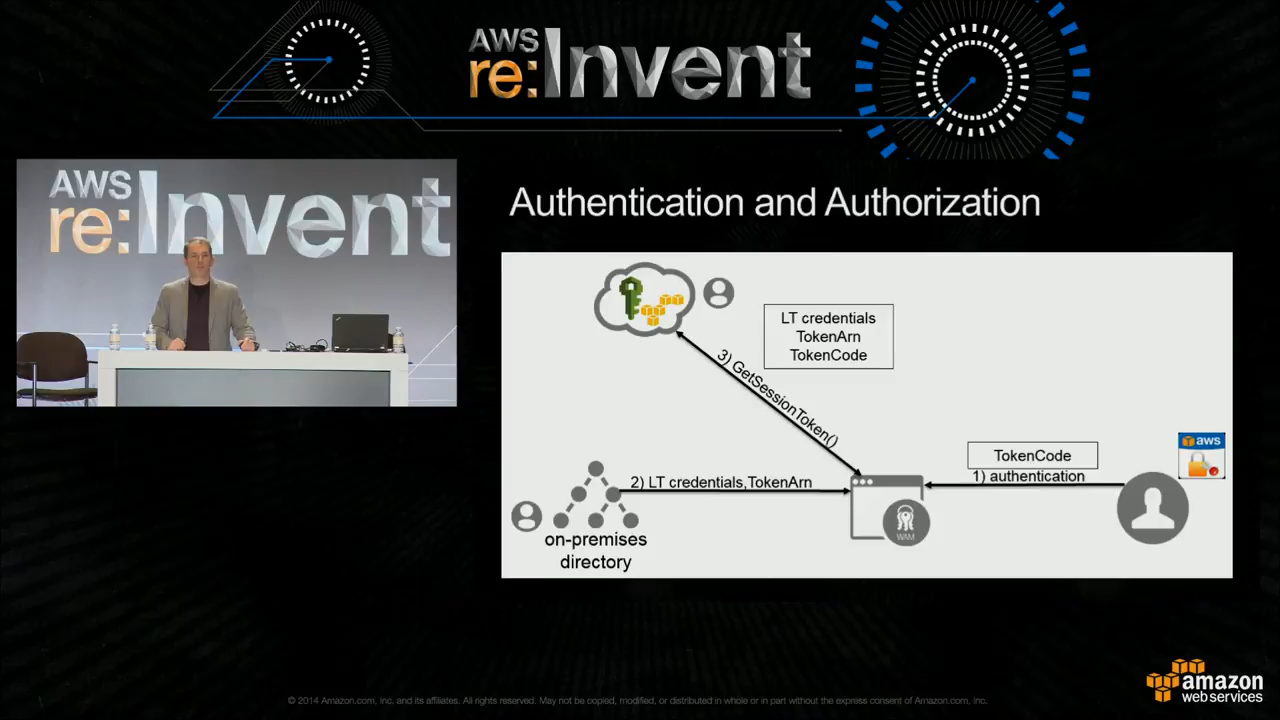 AWS
re:Invent
AWS
re:Invent
Authentication and Authorization
LT credentials
TokenArn
TokenCode
3) GetSessionToken()
TokenCode
1) authentication
aws
2) LT credentials,TokenArn
WAM
on-premises
directory
amazon
web services
© 2014 Amazon.com, Inc. and its affiliates. All rights reserved. May not be copied, modified, or distributed in whole or in part without the express consent of Amazon.com, Inc.